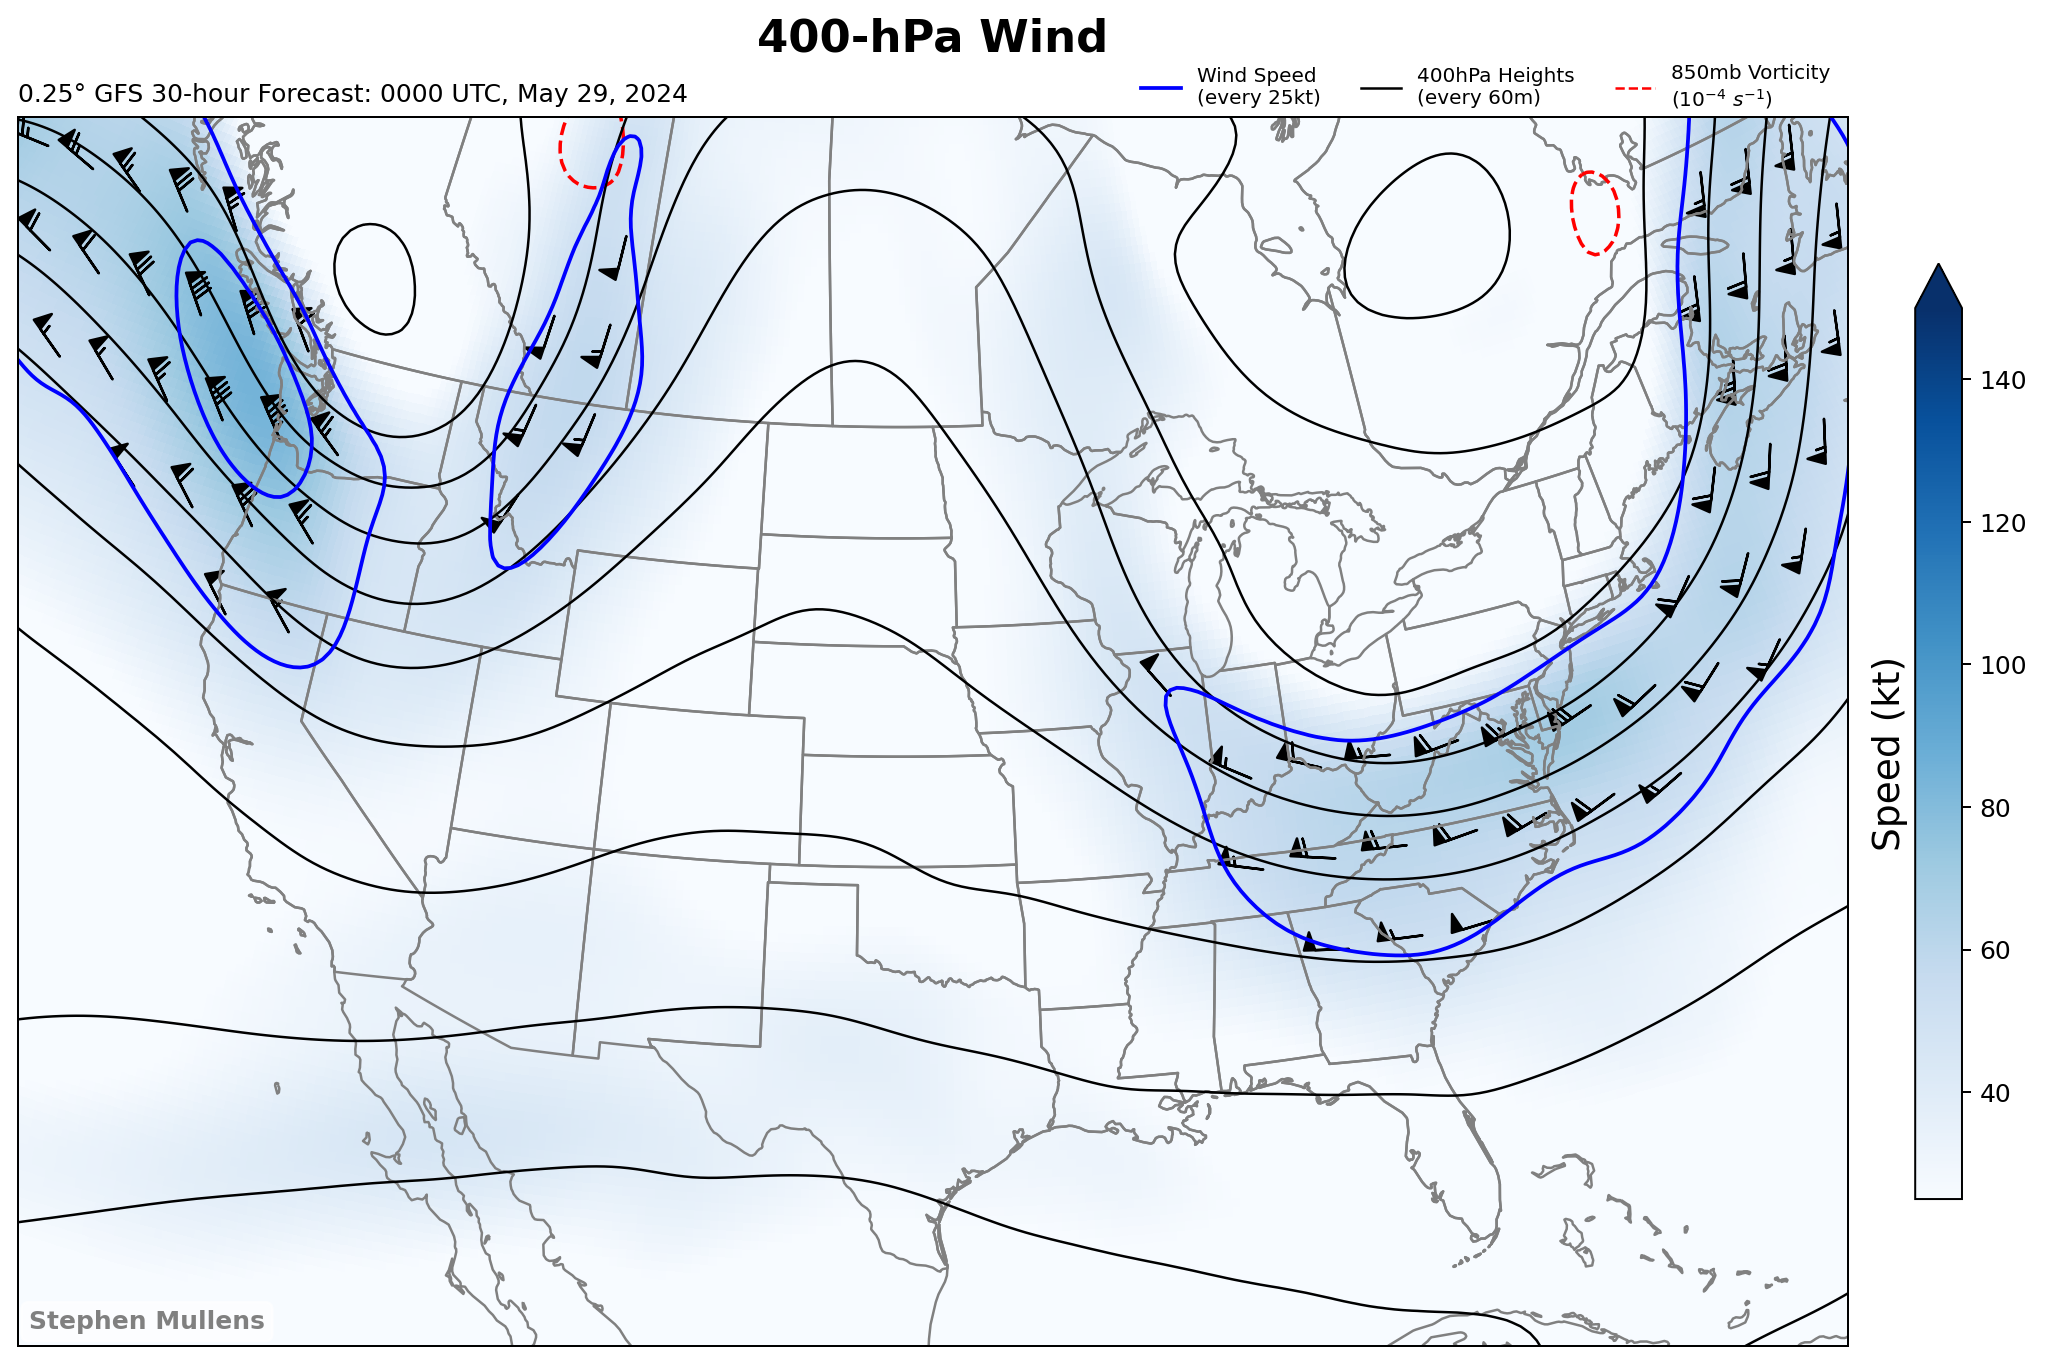 400-hPa Wind
0.25° GFS 30-hour Forecast: 0000 UTC, May 29, 2024
Wind Speed
(every 25kt)
400hPa Heights
(every 60m)
850mb Vorticity
(10⁻⁴ s⁻¹)
140
120
100
80
60
40
Speed (kt)
Stephen Mullens